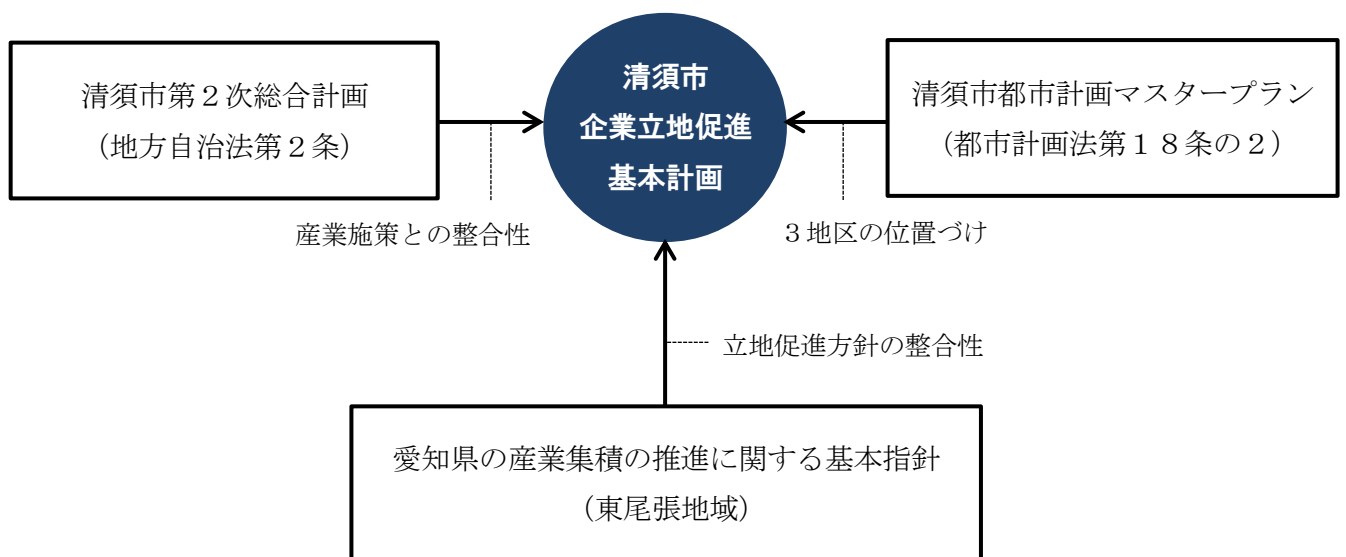 清須市第２次総合計画
（地方自治法第２条）
清須市
企業立地促進
基本計画
清須市都市計画マスタープラン
（都市計画法第１８条の２）
産業施策との整合性
３地区の位置づけ
立地促進方針の整合性
愛知県の産業集積の推進に関する基本指針
（東尾張地域）